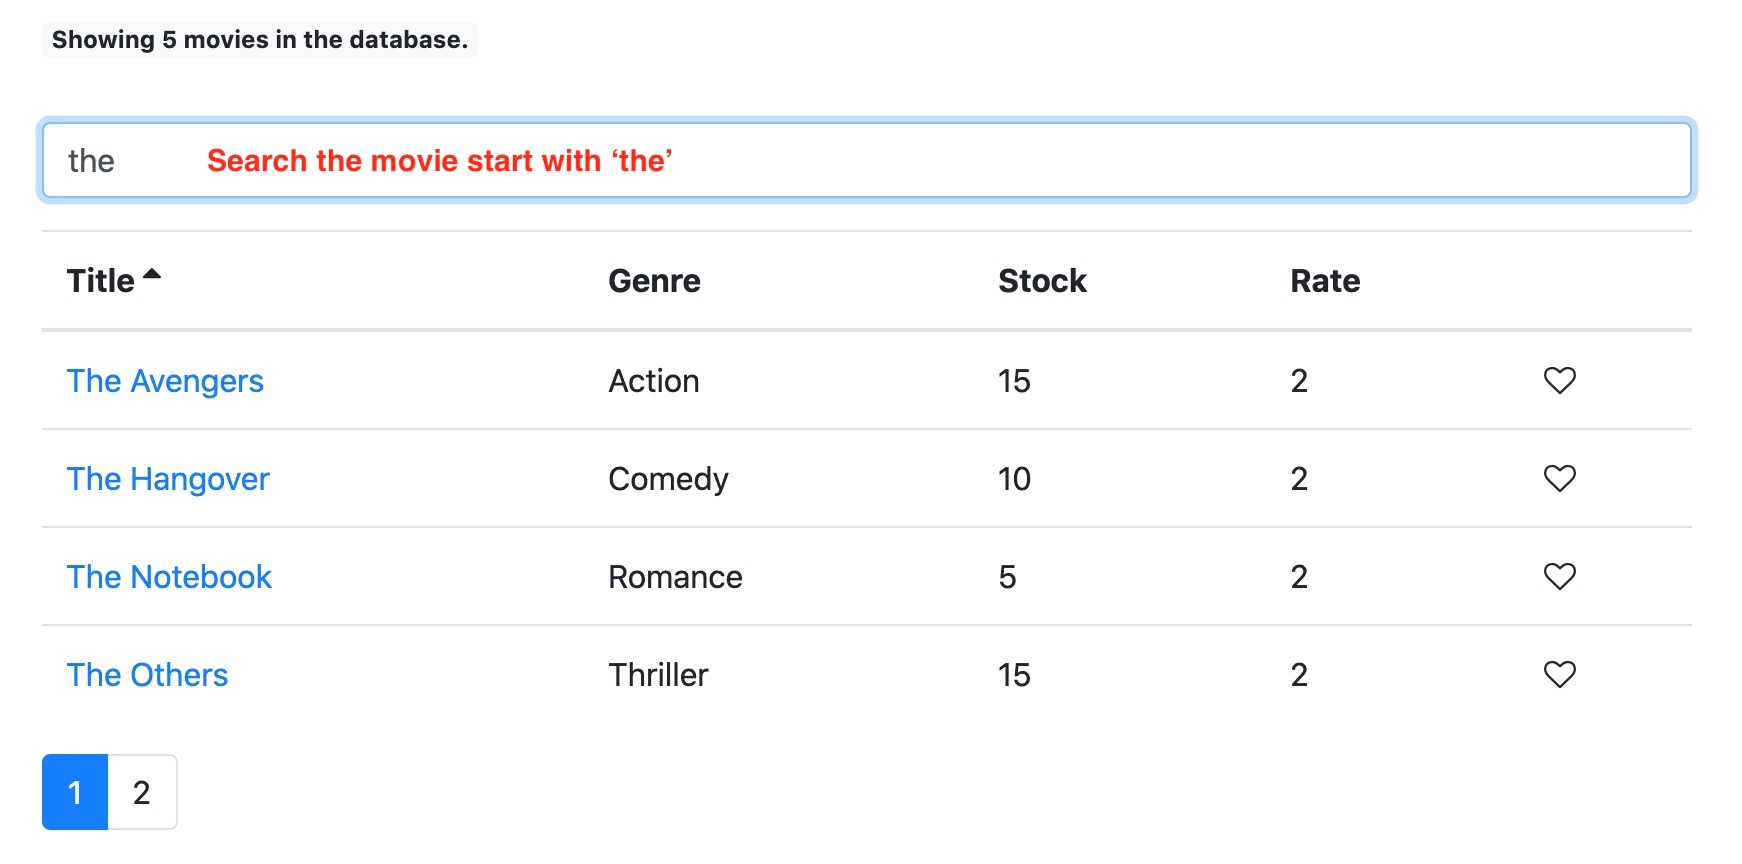 Showing 5 movies in the database.
the Search the movie start with ‘the’
Title Genre Stock Rate
The Avengers Action 15 2
The Hangover Comedy 10 2
The Notebook Romance 5 2
The Others Thriller 15 2
1 2